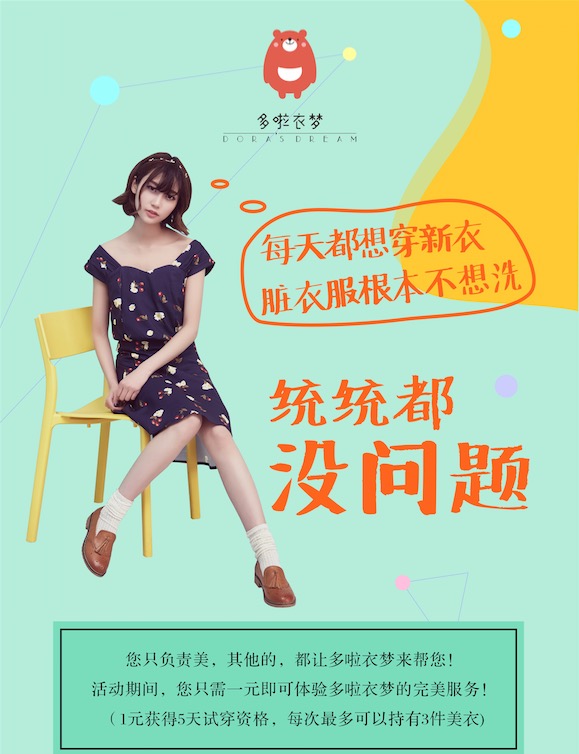 多啦衣梦
DORASDREAM
每天都想穿新衣
脏衣服根本不想洗
统统都
没问题
您只负责美，其他的，都让多啦衣梦来帮您！
活动期间，您只需一元即可体验多啦衣梦的完美服务！
（1元获得5天试穿资格，每次最多可以持有3件美衣)